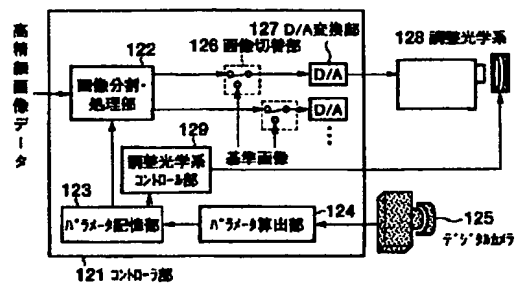 高精細画像データ
122
画像分割・
処理部
126 画像切替部
127 D/A変換部
D/A
D/A
128 調整光学系
基準画像
129
調整光学系
コントロール部
123
パラメータ記憶部
124
パラメータ算出部
125
デジタルカメラ
121 コントローラ部